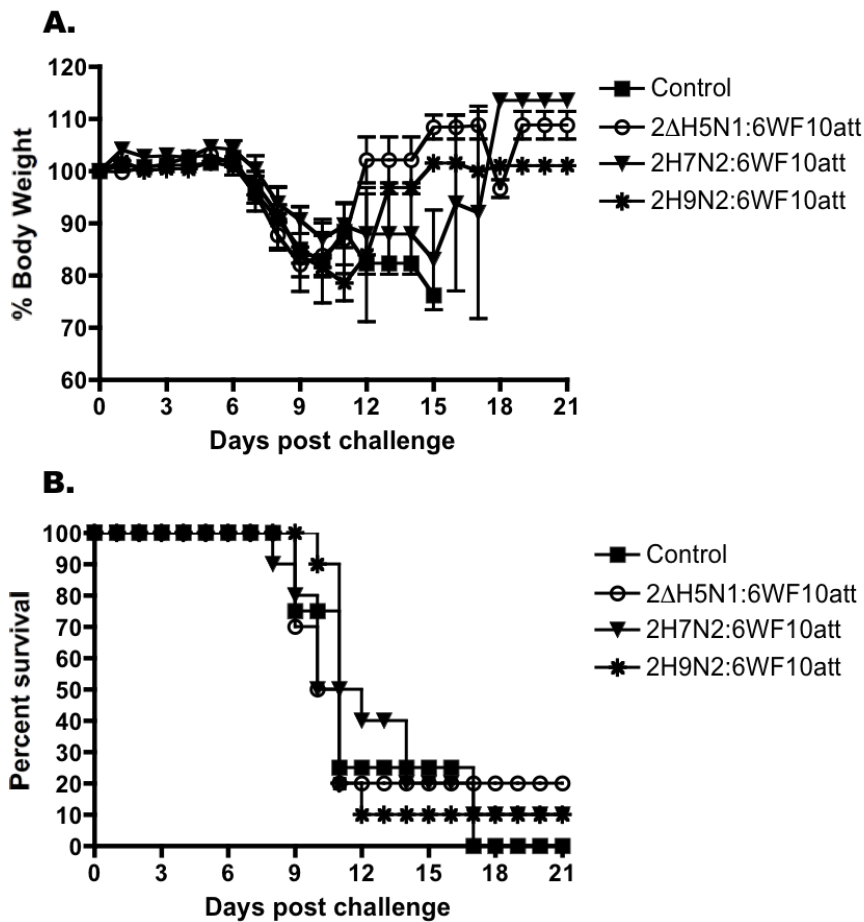 A.
120
110
100
90
80
70
60
% Body Weight
0 3 6 9 12 15 18 21
Days post challenge
Control
2ΔH5N1:6WF10att
2H7N2:6WF10att
2H9N2:6WF10att
B.
100
90
80
70
60
50
40
30
20
10
0
Percent survival
0 3 6 9 12 15 18 21
Days post challenge
Control
2ΔH5N1:6WF10att
2H7N2:6WF10att
2H9N2:6WF10att